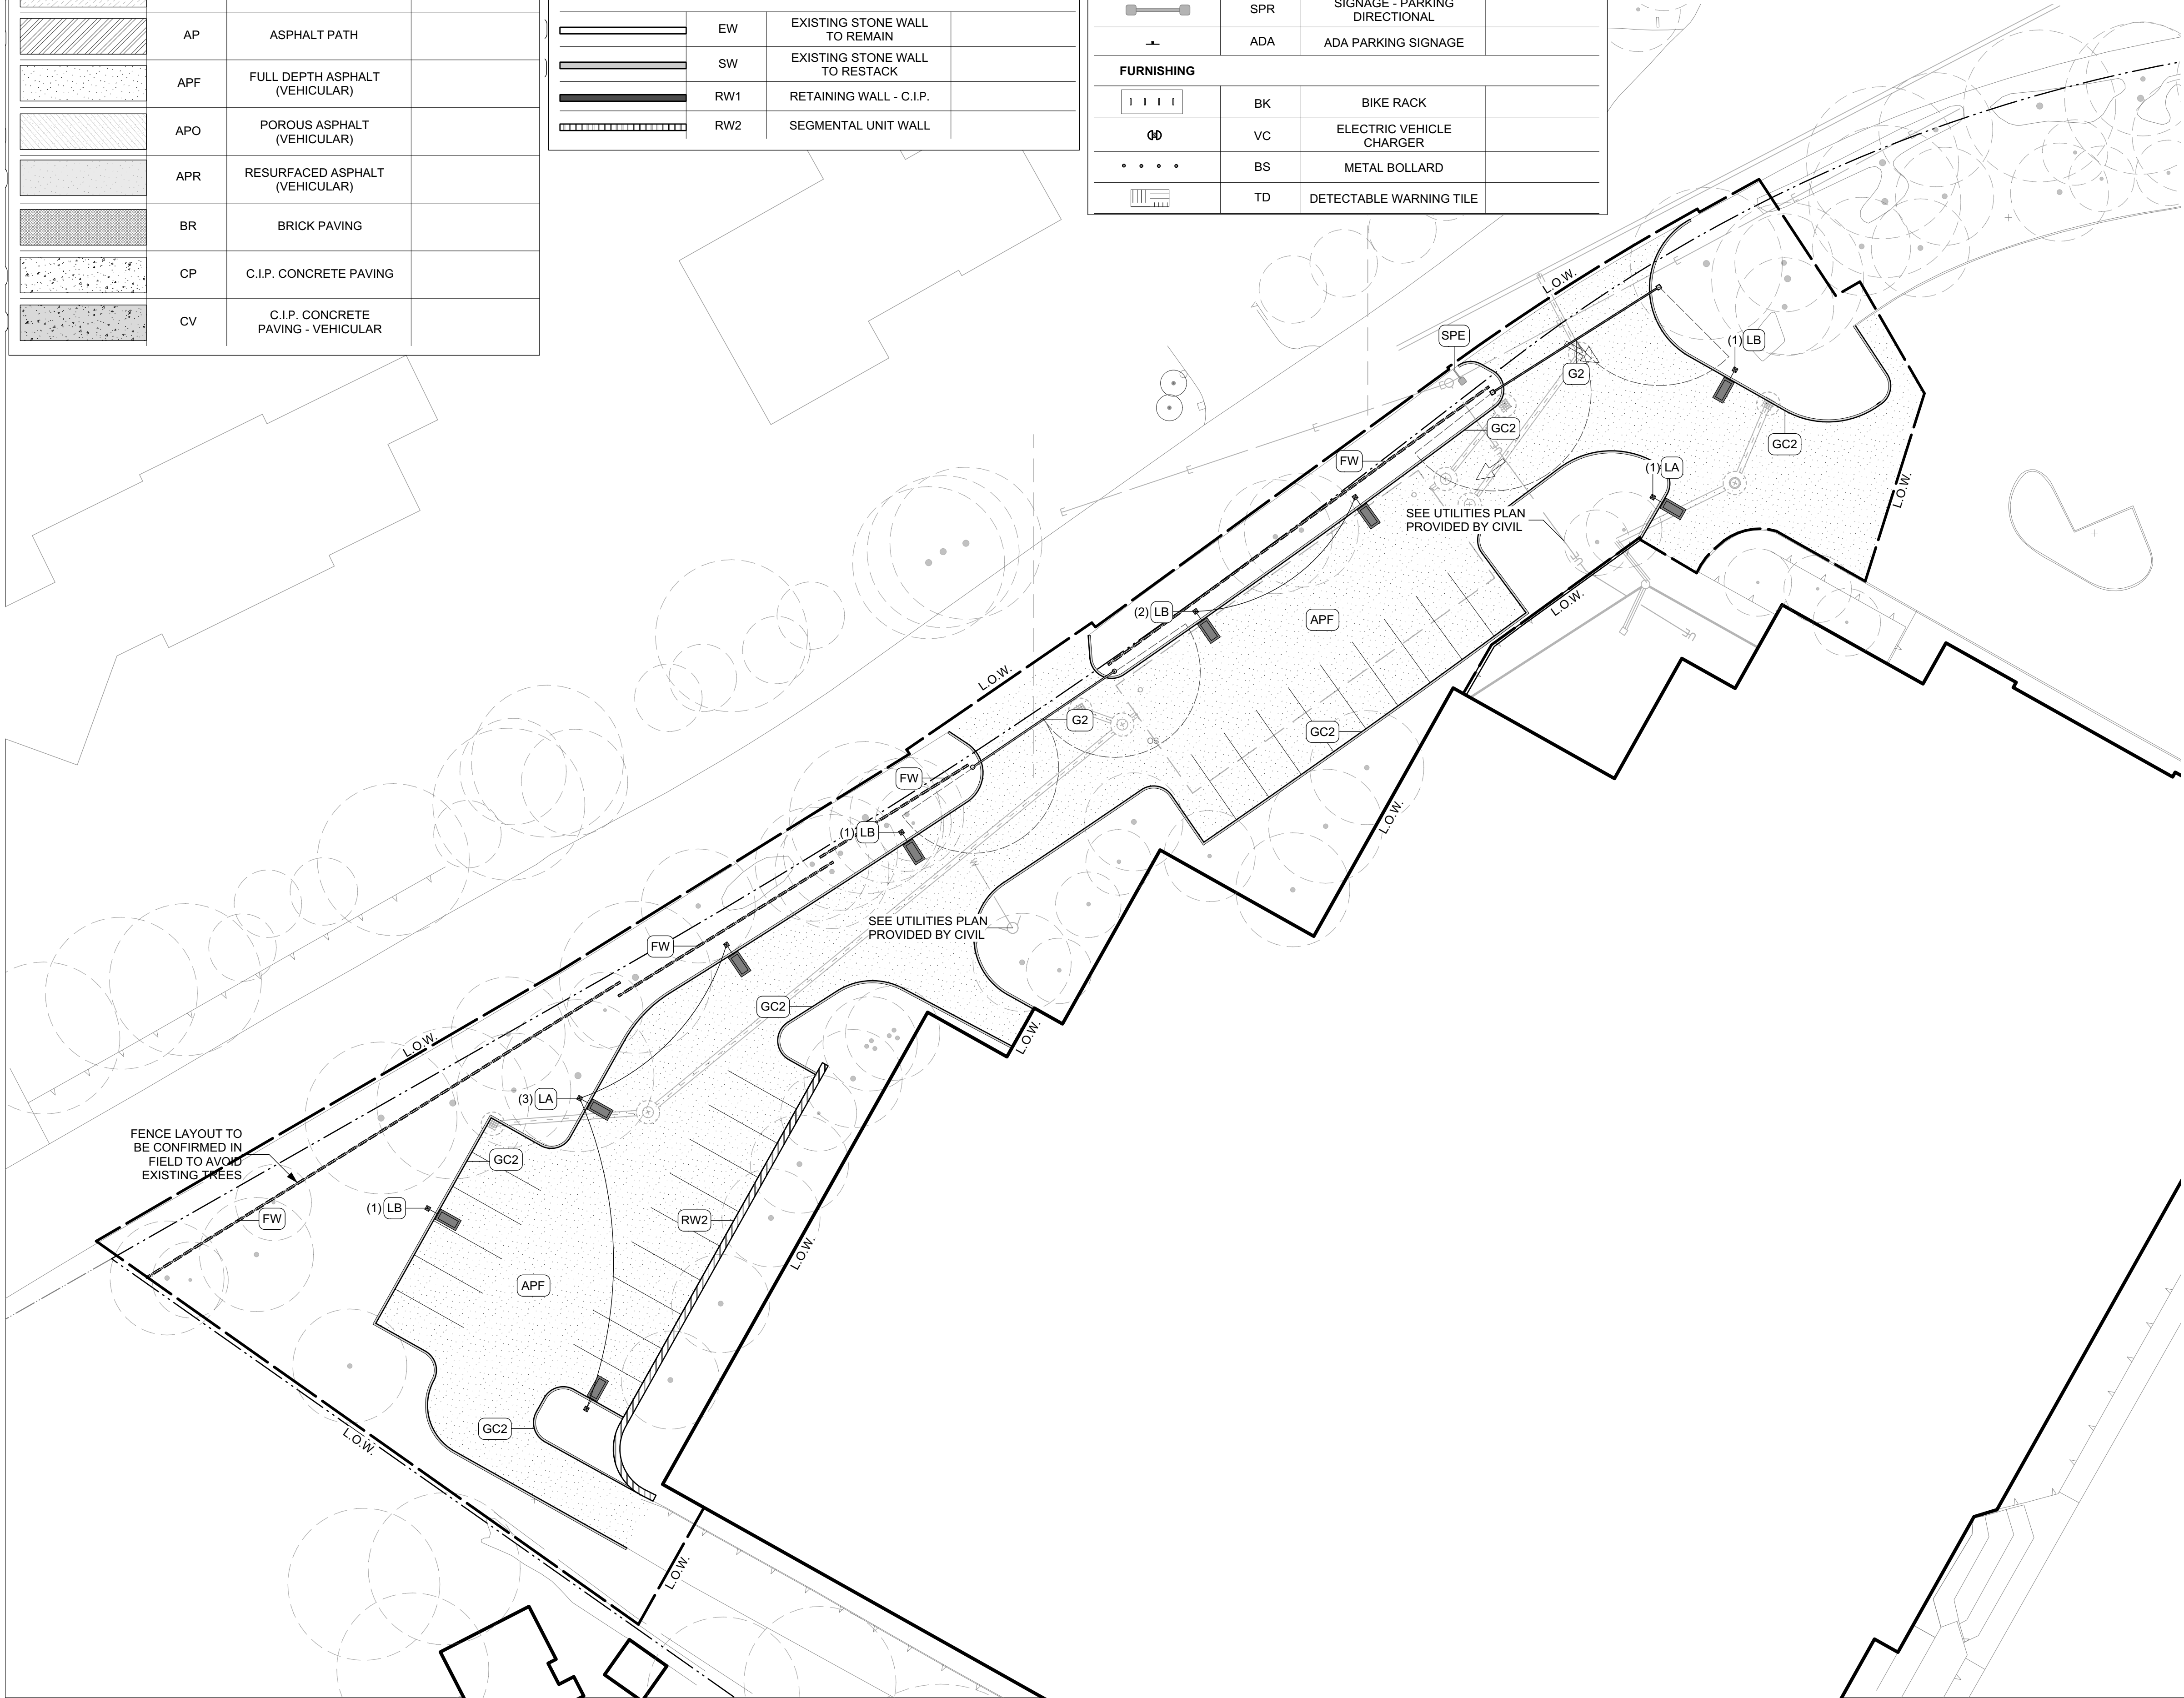 AP ASPHALT PATH
APF FULL DEPTH ASPHALT
(VEHICULAR)
APO POROUS ASPHALT
(VEHICULAR)
APR RESURFACED ASPHALT
(VEHICULAR)
BR BRICK PAVING
CP C.I.P. CONCRETE PAVING
CV C.I.P. CONCRETE
PAVING - VEHICULAR
EW EXISTING STONE WALL
TO REMAIN
SW EXISTING STONE WALL
TO RESTACK
RW1 RETAINING WALL - C.I.P.
RW2 SEGMENTAL UNIT WALL
SPR SIGNAGE - PARKING
DIRECTIONAL
ADA ADA PARKING SIGNAGE
FURNISHING
BK BIKE RACK
VC ELECTRIC VEHICLE
CHARGER
BS METAL BOLLARD
TD DETECTABLE WARNING TILE
L.O.W.
E
E
SPE
(1) LB
G2
GC2
GC2
E
E
E
FW
(1) LA
L.O.W.
SEE UTILITIES PLAN
PROVIDED BY CIVIL
UE
UE
UE
L.O.W.
(2) LB
APF
L.O.W.
G2
GC2
OS
FW
L.O.W.
(1) LB
SEE UTILITIES PLAN
PROVIDED BY CIVIL
FW
GC2
L.O.W.
L.O.W.
(3) LA
FENCE LAYOUT TO
BE CONFIRMED IN
FIELD TO AVOID
EXISTING TREES
GC2
(1) LB
FW
RW2
L.O.W.
APF
GC2
L.O.W.
L.O.W.